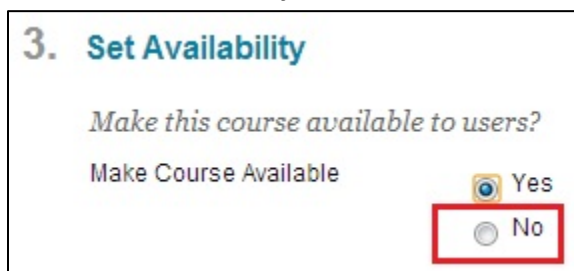 3. Set Availability
Make this course available to users?
Make Course Available
Yes
No